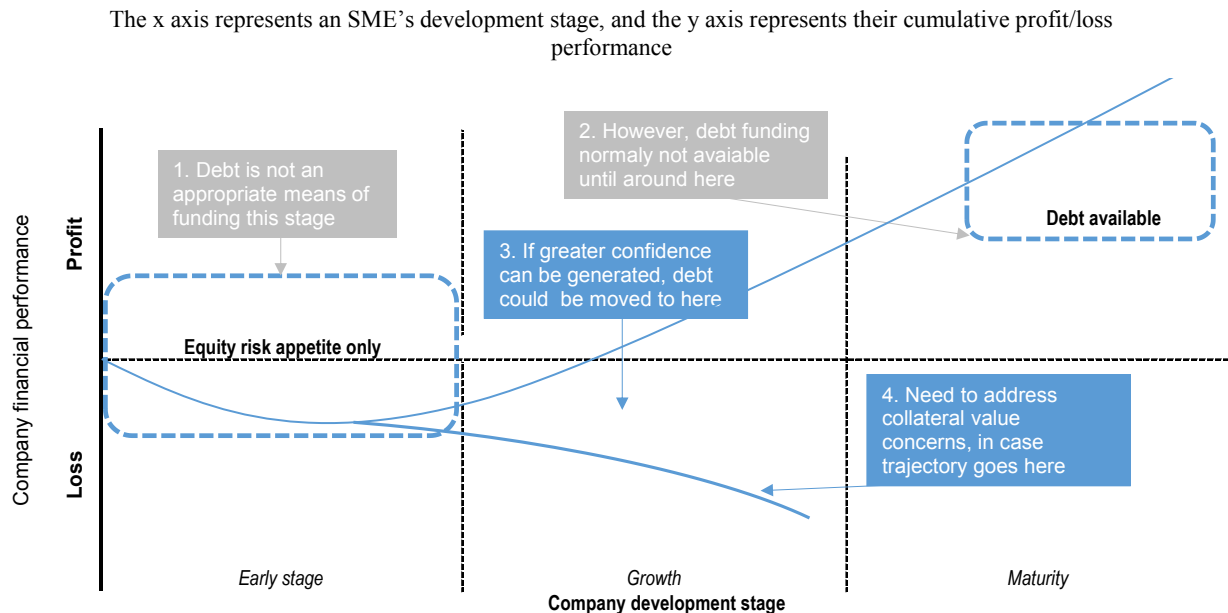 The x axis represents an SME's development stage, and the y axis represents their cumulative profit/loss
performance
1. Debt is not an
appropriate means of
funding this stage
2. However, debt funding
normaly not avaiable
until around here
3. If greater confidence
can be generated, debt
could be moved to here
Debt available
Equity risk appetite only
4. Need to address
collateral value
concerns, in case
trajectory goes here
Company financial performance
Profit
Loss
Early stage
Growth
Maturity
Company development stage